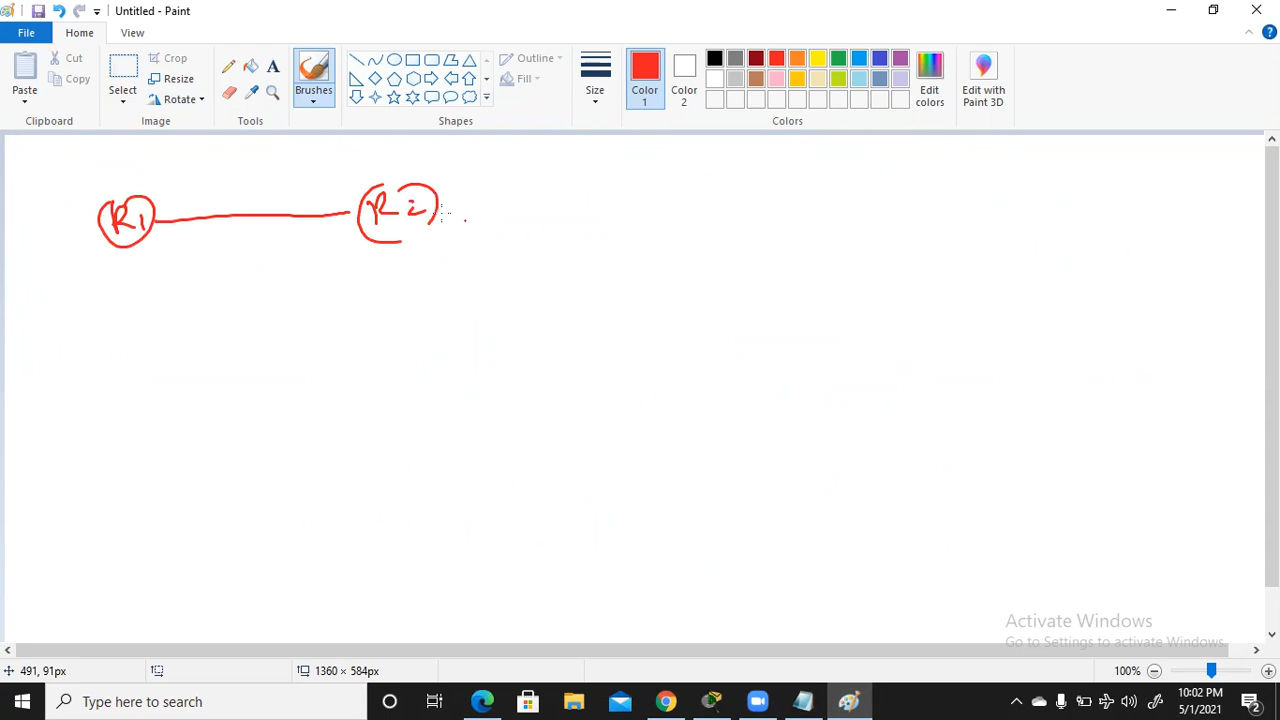 Untitled - Paint
File Home View
Cut
Copy
Paste
Clipboard
Crop
Resize
Rotate
Select
Image
A
Tools
Brushes
Outline
Fill
Shapes
Size
Color 1
Color 2
Edit colors
Edit with Paint 3D
Colors
R1 R2
Activate Windows
Go to Settings to activate Windows.
491, 91px
1360 × 584px
100%
Type here to search
10:02 PM
5/1/2021
2